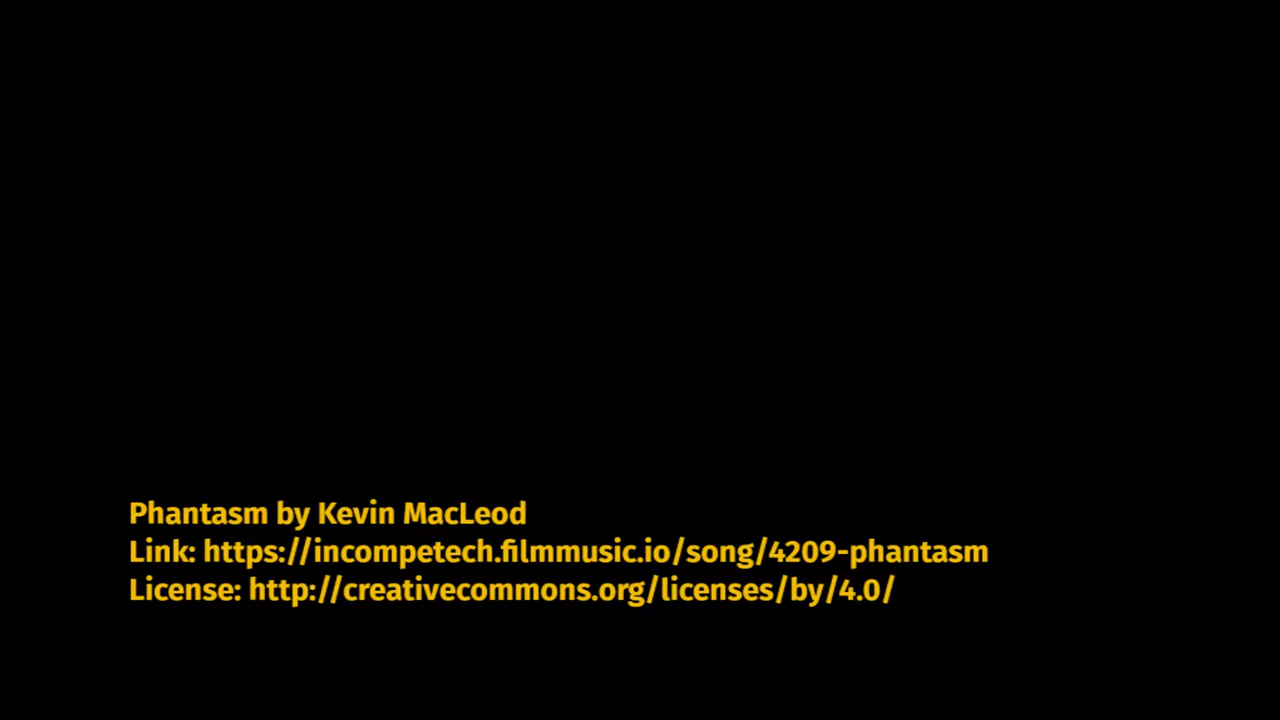 Phantasm by Kevin MacLeod
Link: https://incompetech.filmmusic.io/song/4209-phantasm
License: http://creativecommons.org/licenses/by/4.0/